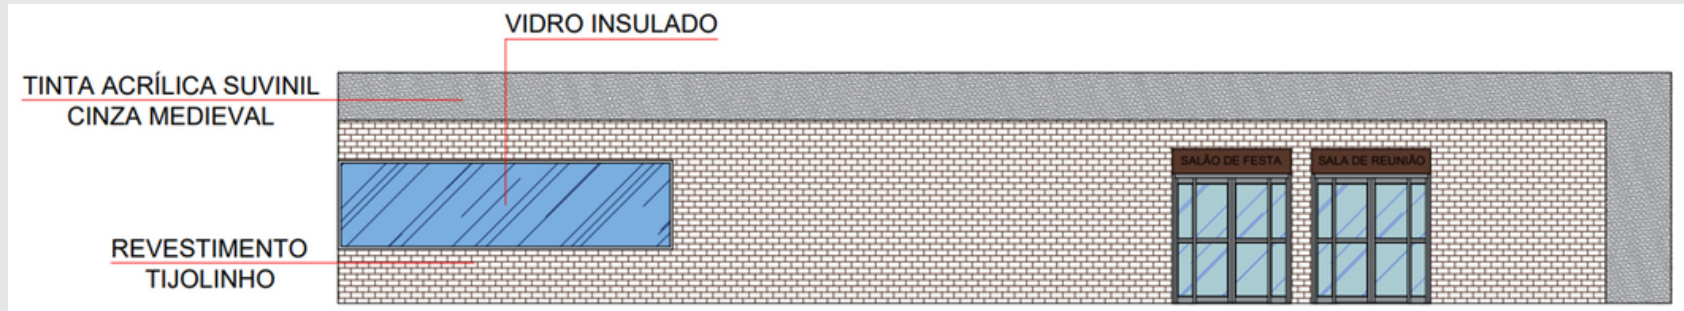 VIDRO INSULADO
TINTA ACRÍLICA SUVINIL
CINZA MEDIEVAL
SALÃO DE FESTA
SALA DE REUNIÃO
REVESTIMENTO
TIJOLINHO